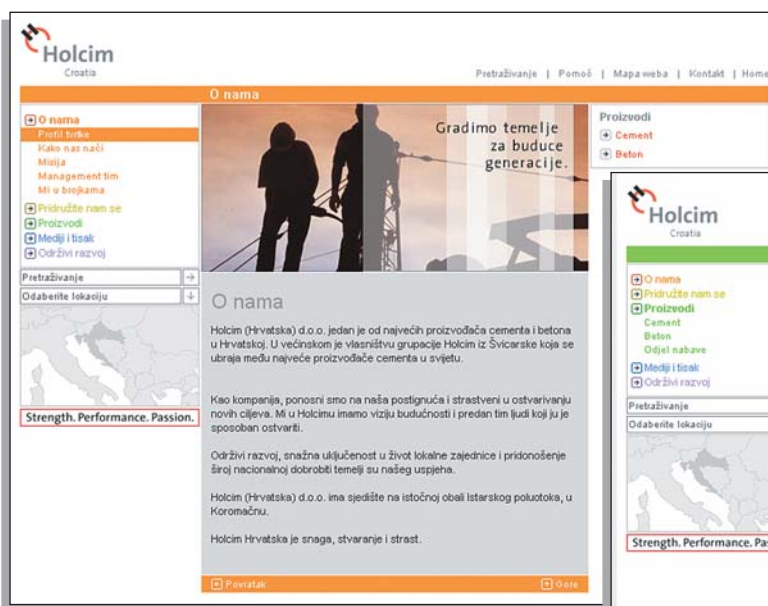 Holcim
Croatia
Pretraživanje | Pomoć | Mapa weba | Kontakt | Home
O nama
O nama
Profil tvrtke
Kako nas naći
Misija
Management tim
Mi u brojkama
Pridružite nam se
Proizvodi
Mediji i tisak
Održivi razvoj
Pretraživanje
Odaberite lokaciju
Strength. Performance. Passion.
Gradimo temelje
za buduce
generacije.
O nama
Holcim (Hrvatska) d.o.o. jedan je od najvećih proizvođača cementa i betona
u Hrvatskoj. U većinskom je vlasništvu grupacije Holcim iz Švicarske koja se
ubraja među najveće proizvođače cementa u svijetu.
Kao kompanija, ponosni smo na naša postignuća i strastveni u ostvarivanju
novih ciljeva. Mi u Holcimu imamo viziju budućnosti i predan tim ljudi koji ju je
sposoban ostvariti.
Održivi razvoj, snažna uključenost u život lokalne zajednice i pridonošenje
široj nacionalnoj dobrobiti temelji su našeg uspjeha.
Holcim (Hrvatska) d.o.o. ima sjedište na istočnoj obali Istarskog poluotoka, u
Koromačnu.
Holcim Hrvatska je snaga, stvaranje i strast.
Povratak
Gore
Proizvodi
Cement
Beton
Holcim
Croatia
O nama
Pridružite nam se
Proizvodi
Cement
Beton
Odjel nabave
Mediji i tisak
Održivi razvoj
Pretraživanje
Odaberite lokaciju
Strength. Performance. Pas